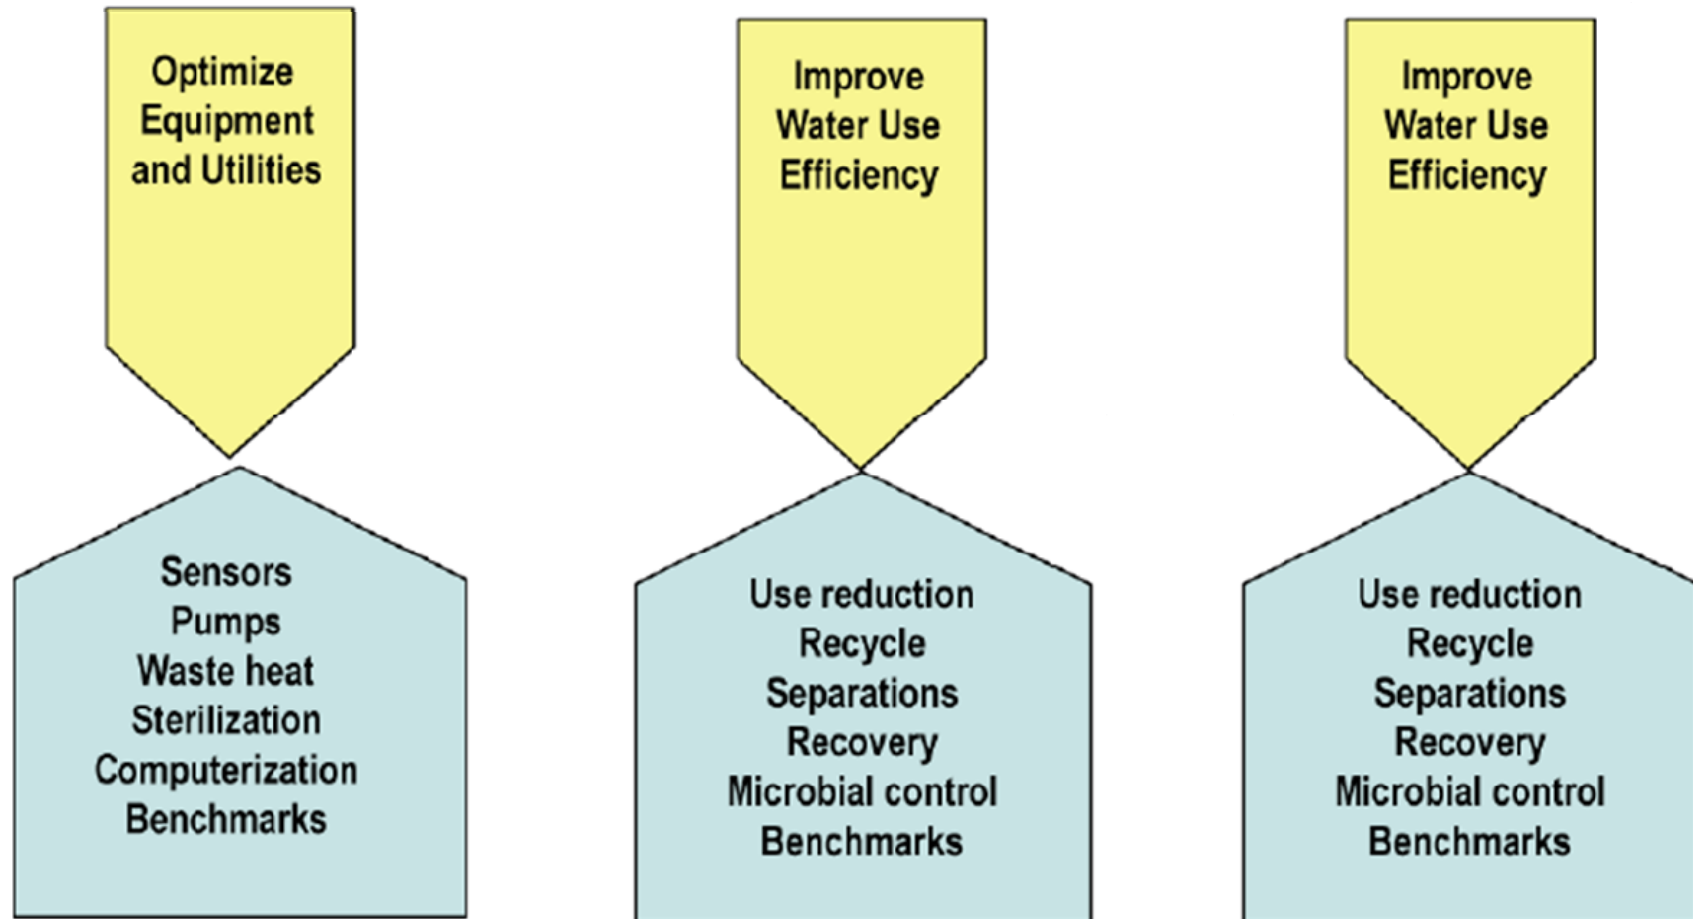 Optimize
Equipment
and Utilities
Sensors
Pumps
Waste heat
Sterilization
Computerization
Benchmarks
Improve
Water Use
Efficiency
Use reduction
Recycle
Separations
Recovery
Microbial control
Benchmarks
Improve
Water Use
Efficiency
Use reduction
Recycle
Separations
Recovery
Microbial control
Benchmarks